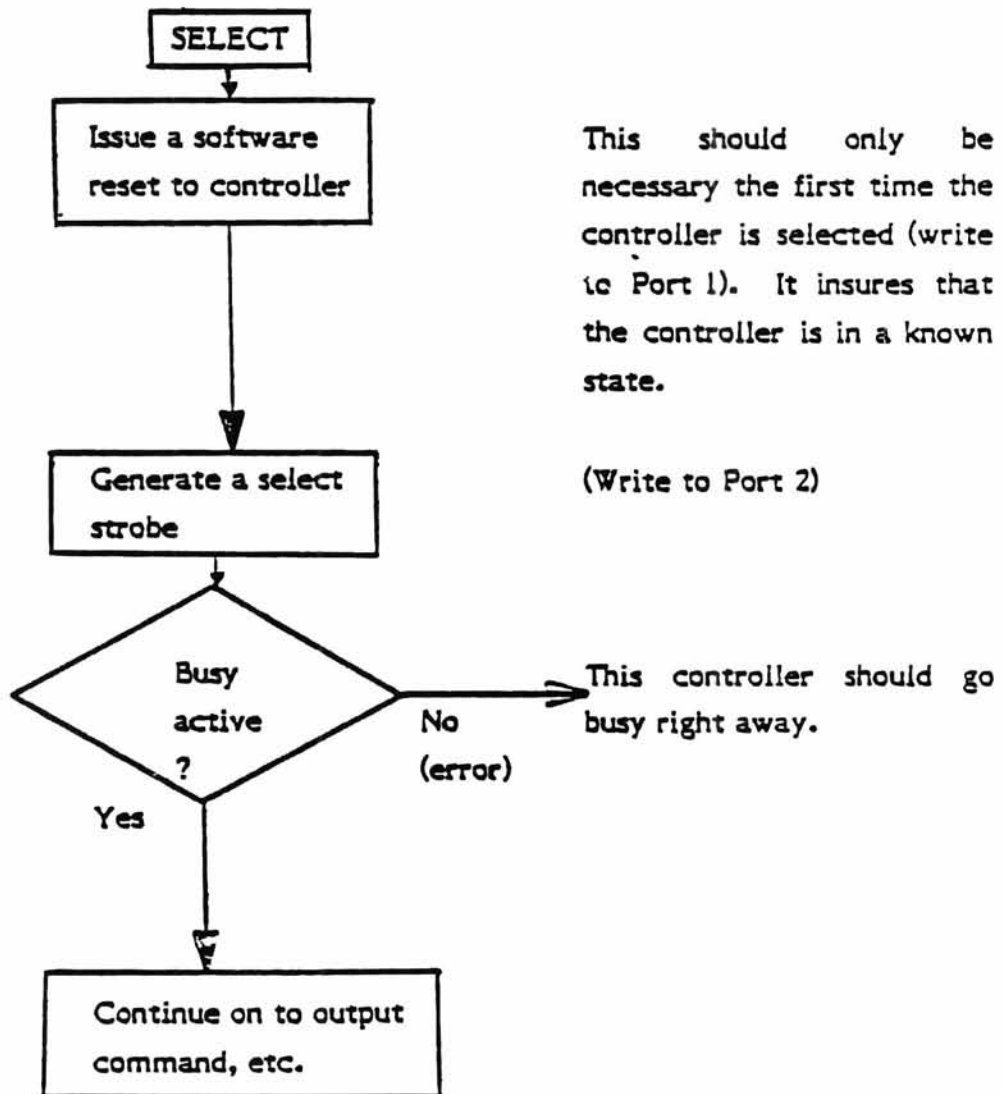 SELECT
Issue a software
reset to controller
This should only be
necessary the first time the
controller is selected (write
to Port 1). It insures that
the controller is in a known
state.
Generate a select
strobe
(Write to Port 2)
Busy
active
?
No
(error)
This controller should go
busy right away.
Yes
Continue on to output
command, etc.